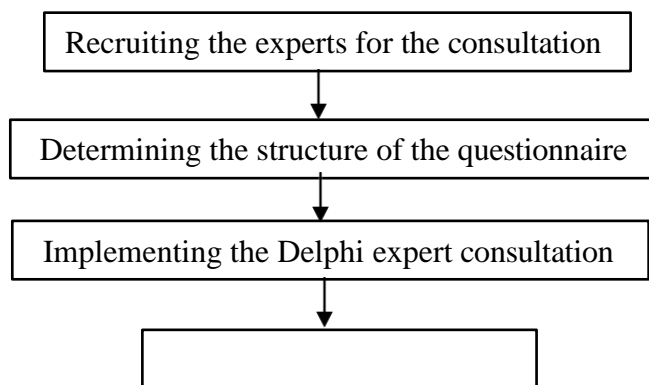 Recruiting the experts for the consultation
Determining the structure of the questionnaire
Implementing the Delphi expert consultation